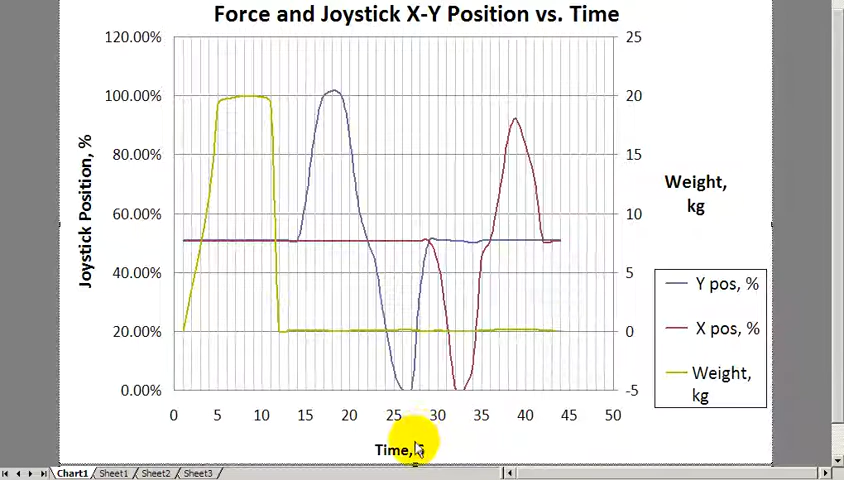 Force and Joystick X-Y Position vs. Time
120.00%
100.00%
80.00%
60.00%
40.00%
20.00%
0.00%
Joystick Position, %
25
20
15
10
5
0
-5
Weight,
kg
Y pos, %
X pos, %
Weight,
kg
0 5 10 15 20 25 30 35 40 45 50
Time,
Chart1 Sheet1 Sheet2 Sheet3